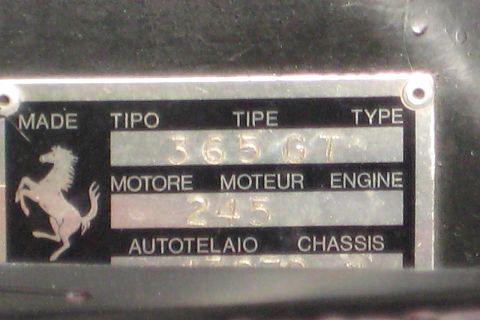 MADE TIPO TIPE TYPE
365 GT
MOTORE MOTEUR ENGINE
245
AUTOTELAIO CHASSIS